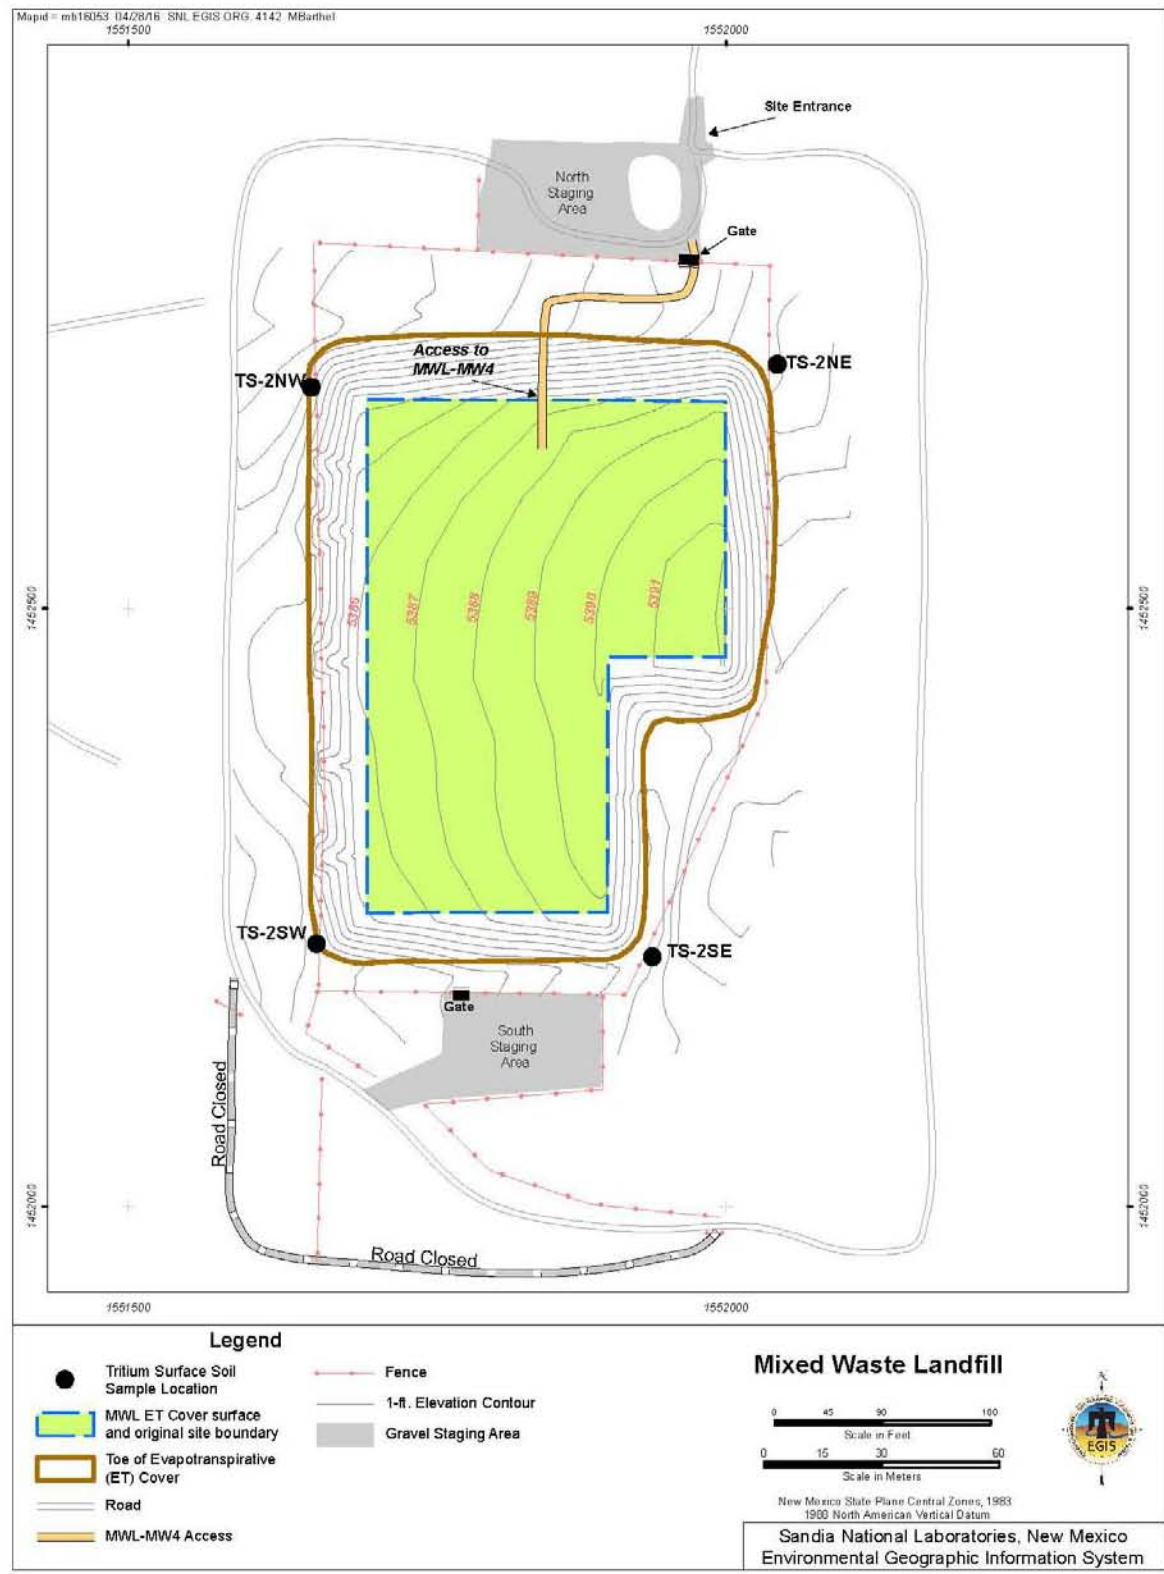 Mapid = mb16053 04/28/16 SNL EGIS ORG. 4142 MBarthel
1551500
1552000
Site Entrance
North
Staging
Area
Gate
Access to
MWL-MW4
TS-2NW
TS-2NE
1452500
1452500
5386
5387
5388
5389
5390
5391
TS-2SW
TS-2SE
Gate
South
Staging
Area
Road Closed
1452000
1452000
Road Closed
1551500
1552000
Legend
Tritium Surface Soil
Sample Location
MWL ET Cover surface
and original site boundary
Toe of Evapotranspirative
(ET) Cover
Road
MWL-MW4 Access
Fence
1-ft. Elevation Contour
Gravel Staging Area
Mixed Waste Landfill
0 45 90 180
Scale in Feet
0 15 30 60
Scale in Meters
N
EGIS
New Mexico State Plane Central Zones, 1983
1988 North American Vertical Datum
Sandia National Laboratories, New Mexico
Environmental Geographic Information System